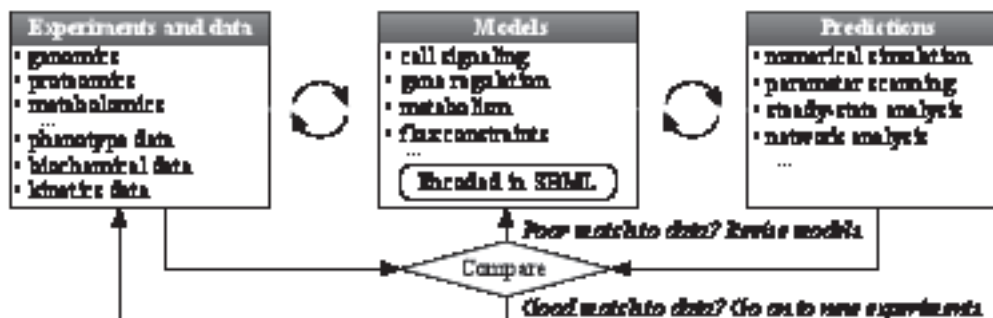 Experiments and data
• genomics
• proteomics
• metabolomics
...
• phenotype data
• biochemical data
• kinetics data
Models
• cell signaling
• gene regulation
• metabolism
• flux constraints
...
Encoded in SBML
Predictions
• numerical simulation
• parameter scanning
• steady-state analysis
• network analysis
...
Poor match to data? Revise models
Compare
Good match to data? Go on to new experiments